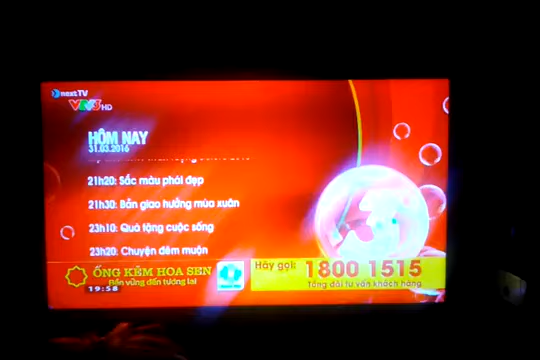 nextTV
VTV3 HD
HÔM NAY
31.03.2016
21h20: Sắc màu phái đẹp
21h30: Bản giao hưởng mùa xuân
23h10: Quà tặng cuộc sống
23h20: Chuyện đêm muộn
ỐNG KẼM HOA SEN
Bền vững đến tương lai
Hãy gọi: 1800 1515
Tổng đài tư vấn khách hàng
19:58